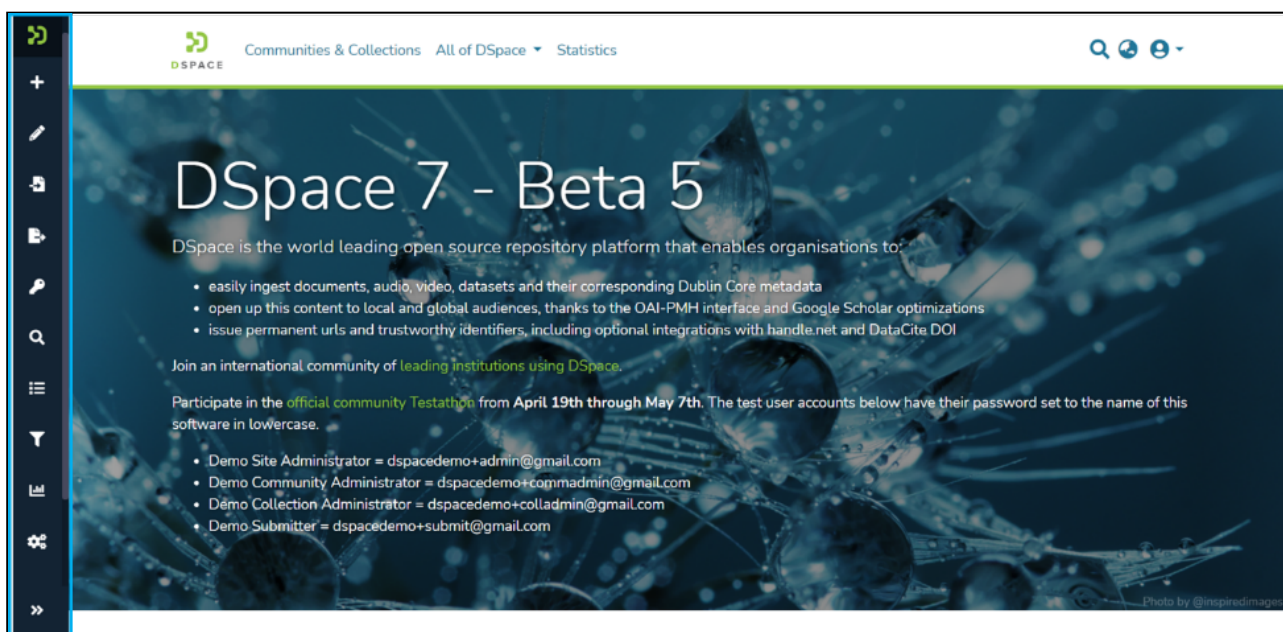 DSPACE
Communities & Collections All of DSpace Statistics
DSpace 7 - Beta 5
DSpace is the world leading open source repository platform that enables organisations to:
• easily ingest documents, audio, video, datasets and their corresponding Dublin Core metadata
• open up this content to local and global audiences, thanks to the OAI-PMH interface and Google Scholar optimizations
• issue permanent urls and trustworthy identifiers, including optional integrations with handle.net and DataCite DOI
Join an international community of leading institutions using DSpace.
Participate in the official community Testathon from April 19th through May 7th. The test user accounts below have their password set to the name of this
software in lowercase.
• Demo Site Administrator = dspacedemo+admin@gmail.com
• Demo Community Administrator = dspacedemo+commadmin@gmail.com
• Demo Collection Administrator = dspacedemo+colladmin@gmail.com
• Demo Submitter = dspacedemo+submit@gmail.com
Photo by @inspiredimages